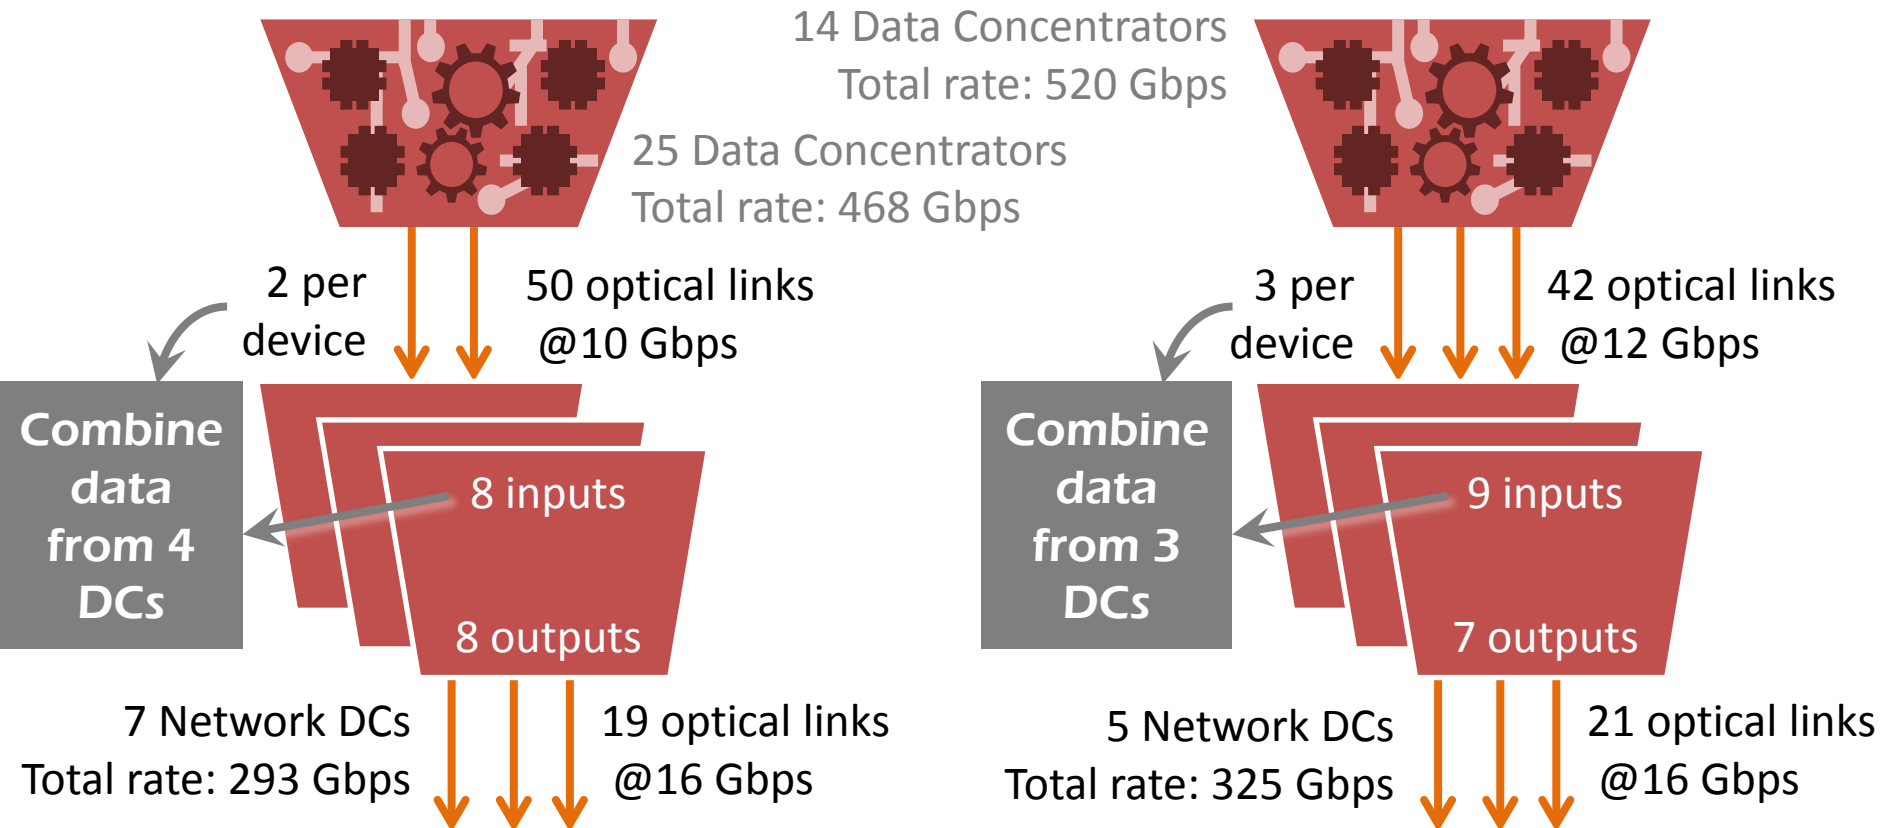 14 Data Concentrators
Total rate: 520 Gbps
25 Data Concentrators
Total rate: 468 Gbps
2 per
device
50 optical links
@10 Gbps
Combine
data
from 4
DCs
8 inputs
8 outputs
7 Network DCs
Total rate: 293 Gbps
19 optical links
@16 Gbps
3 per
device
42 optical links
@12 Gbps
Combine
data
from 3
DCs
9 inputs
7 outputs
5 Network DCs
Total rate: 325 Gbps
21 optical links
@16 Gbps